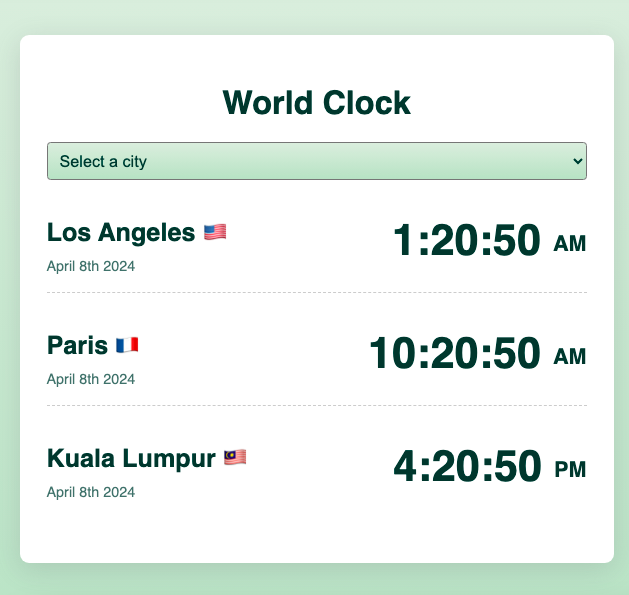 World Clock
Select a city
Los Angeles 🇺🇸 1:20:50 AM
April 8th 2024
Paris 🇫🇷 10:20:50 AM
April 8th 2024
Kuala Lumpur 🇲🇾 4:20:50 PM
April 8th 2024